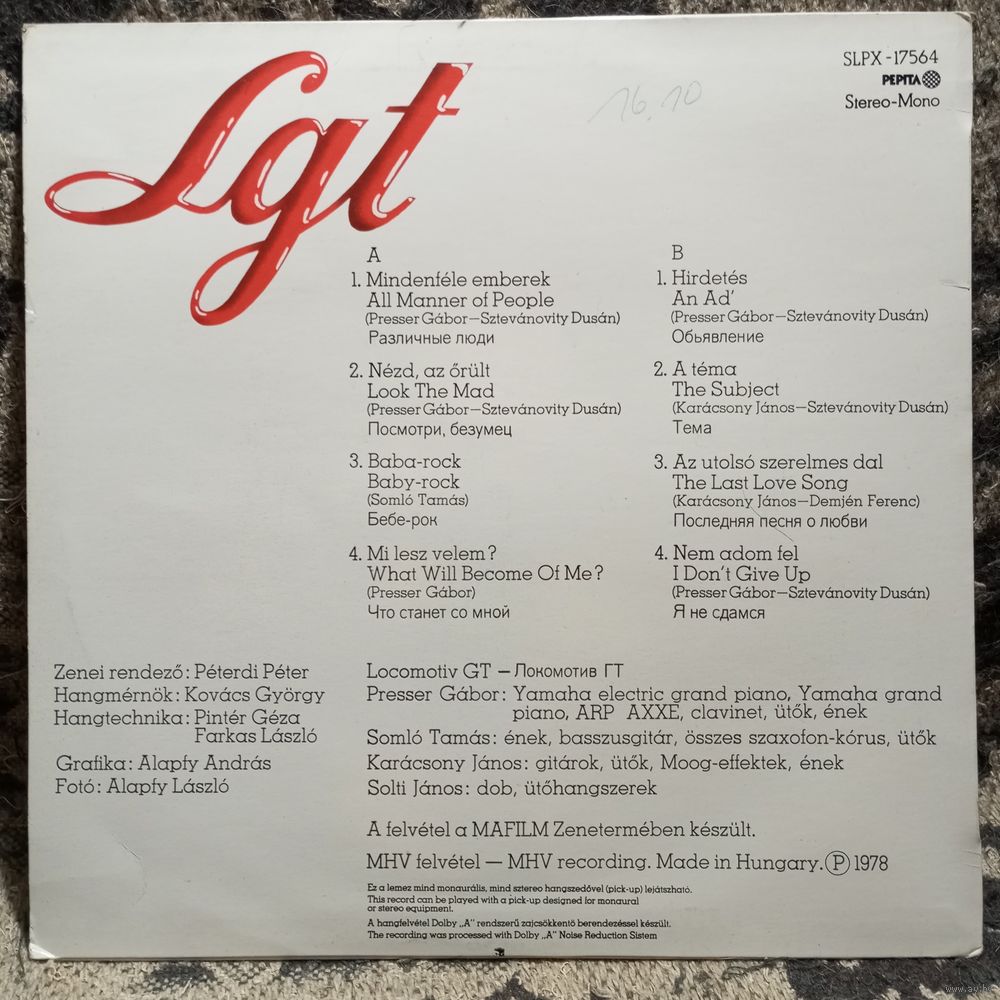 Lgt
16.10
SLPX-17564
PEPITA
Stereo-Mono
A
1. Mindenféle emberek
All Manner of People
(Presser Gábor—Sztevánovity Dusán)
Различные люди
2. Nézd, az őrült
Look The Mad
(Presser Gábor—Sztevánovity Dusán)
Посмотри, безумец
3. Baba-rock
Baby-rock
(Somló Tamás)
Бебе-рок
4. Mi lesz velem?
What Will Become Of Me?
(Presser Gábor)
Что станет со мной
B
1. Hirdetés
An Ad'
(Presser Gábor—Sztevánovity Dusán)
Обьявление
2. A téma
The Subject
(Karácsony János—Sztevánovity Dusán)
Тема
3. Az utolsó szerelmes dal
The Last Love Song
(Karácsony János—Demjén Ferenc)
Последняя песня о любви
4. Nem adom fel
I Don't Give Up
(Presser Gábor—Sztevánovity Dusán)
Я не сдамся
Zenei rendező: Péterdi Péter
Hangmérnök: Kovács György
Hangtechnika: Pintér Géza
Farkas László
Grafika: Alapfy András
Fotó: Alapfy László
Locomotiv GT — Локомотив ГТ
Presser Gábor: Yamaha electric grand piano, Yamaha grand
piano, ARP AXXE, clavinet, ütők, ének
Somló Tamás: ének, basszusgitár, összes szaxofon-kórus, ütők
Karácsony János: gitárok, ütők, Moog-effektek, ének
Solti János: dob, ütőhangszerek
A felvétel a MAFILM Zenetermében készült.
MHV felvétel — MHV recording. Made in Hungary. Ⓟ 1978
Ez a lemez mind monaurális, mind sztereo hangszedővel (pick-up) lejátszható.
This record can be played with a pick-up designed for monaural
or stereo equipment.
A hangfelvétel Dolby „A" rendszerű zajcsökkentő berendezéssel készült.
The recording was processed with Dolby „A" Noise Reduction Sistem
www.ay.by